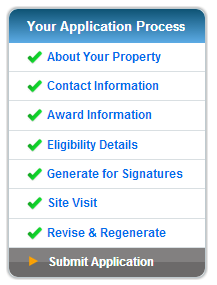 Your Application Process
About Your Property
Contact Information
Award Information
Eligibility Details
Generate for Signatures
Site Visit
Revise & Regenerate
Submit Application